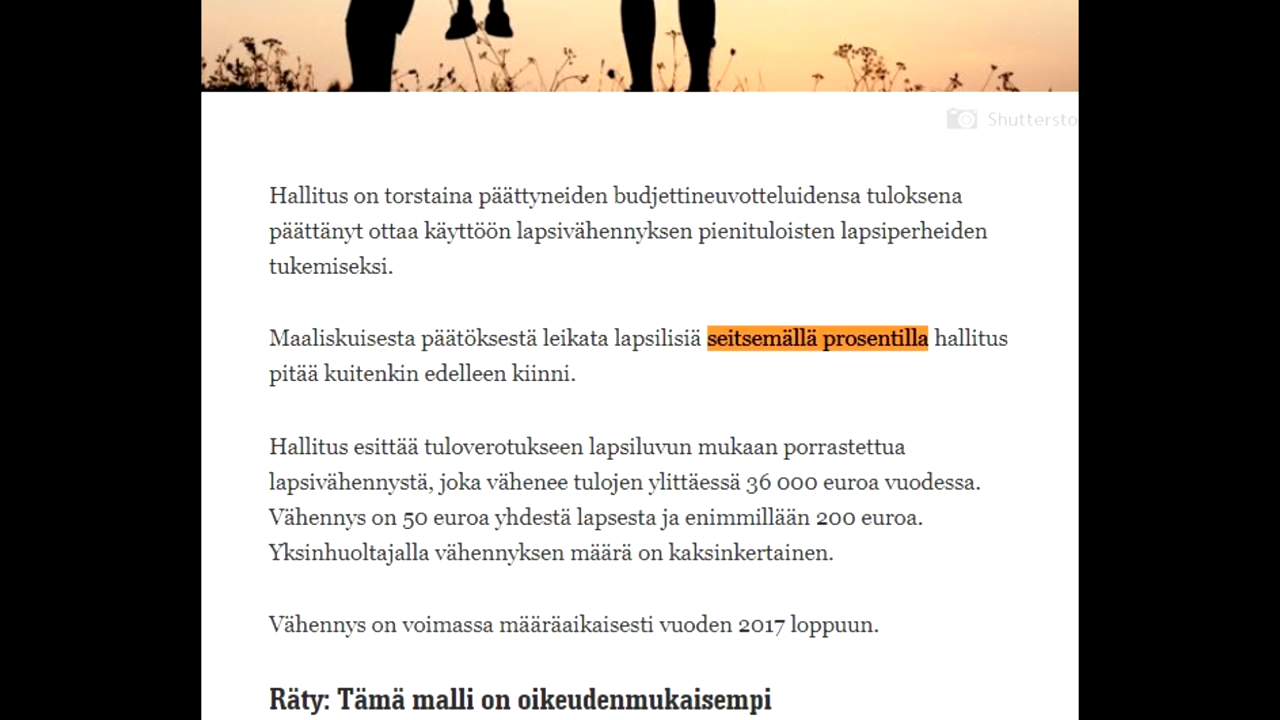 Shuttersto
Hallitus on torstaina päättyneiden budjettineuvotteluidensa tuloksena
päättänyt ottaa käyttöön lapsivähennyksen pienituloisten lapsiperheiden
tukemiseksi.
Maaliskuisesta päätöksestä leikata lapsilisiä seitsemällä prosentilla hallitus
pitää kuitenkin edelleen kiinni.
Hallitus esittää tuloverotukseen lapsiluvun mukaan porrastettua
lapsivähennystä, joka vähenee tulojen ylittäessä 36 000 euroa vuodessa.
Vähennys on 50 euroa yhdestä lapsesta ja enimmillään 200 euroa.
Yksinhuoltajalla vähennyksen määrä on kaksinkertainen.
Vähennys on voimassa määräaikaisesti vuoden 2017 loppuun.
Räty: Tämä malli on oikeudenmukaisempi